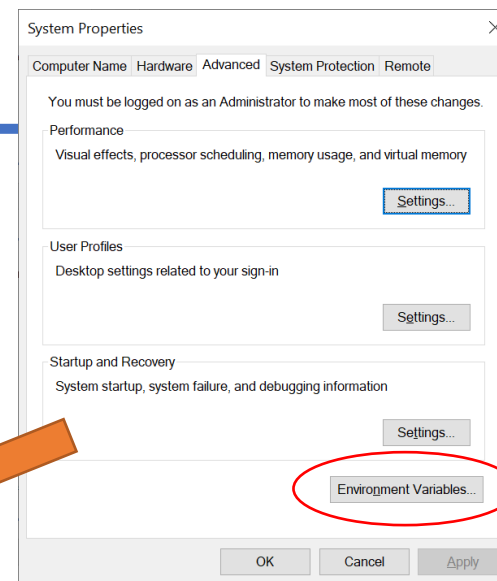 System Properties
Computer Name Hardware Advanced System Protection Remote
You must be logged on as an Administrator to make most of these changes.
Performance
Visual effects, processor scheduling, memory usage, and virtual memory
Settings...
User Profiles
Desktop settings related to your sign-in
Settings...
Startup and Recovery
System startup, system failure, and debugging information
Settings...
Environment Variables...
OK Cancel Apply